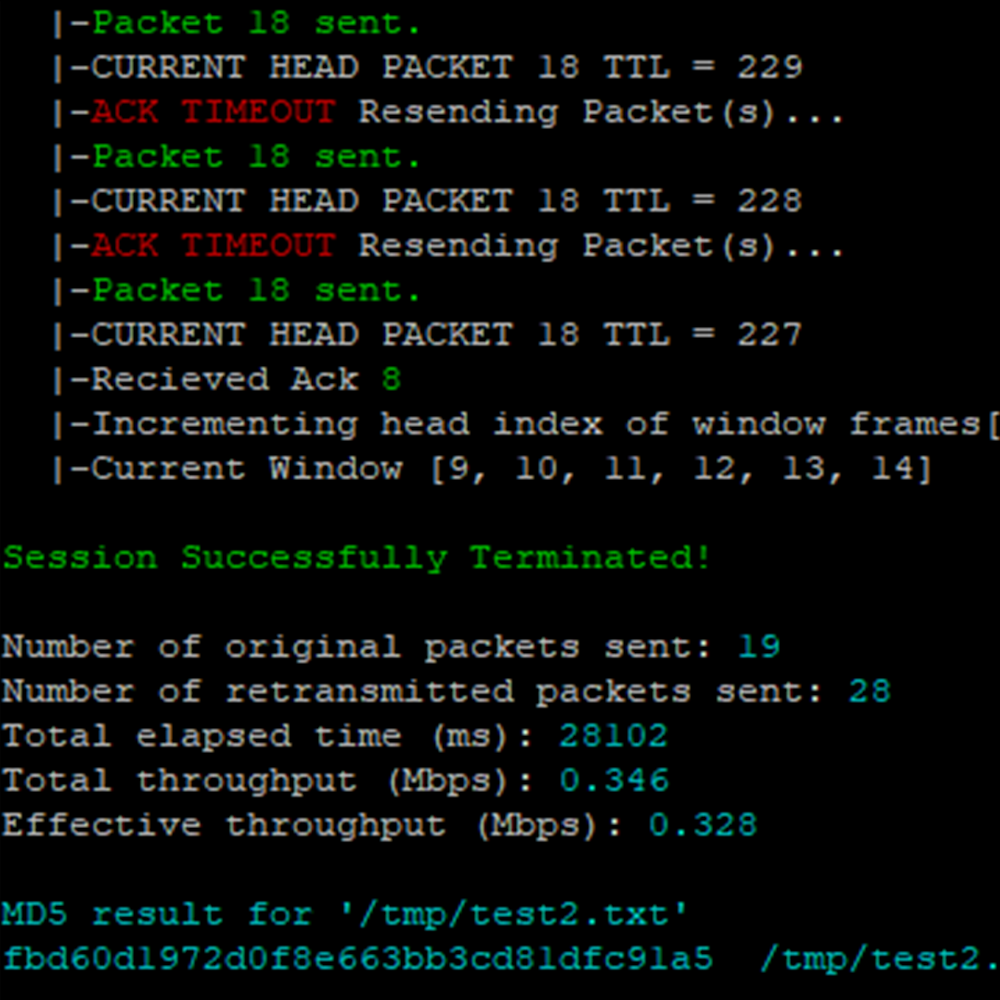 |-Packet 18 sent.
|-CURRENT HEAD PACKET 18 TTL = 229
|-ACK TIMEOUT Resending Packet(s)...
|-Packet 18 sent.
|-CURRENT HEAD PACKET 18 TTL = 228
|-ACK TIMEOUT Resending Packet(s)...
|-Packet 18 sent.
|-CURRENT HEAD PACKET 18 TTL = 227
|-Recieved Ack 8
|-Incrementing head index of window frames[
|-Current Window [9, 10, 11, 12, 13, 14]
Session Successfully Terminated!
Number of original packets sent: 19
Number of retransmitted packets sent: 28
Total elapsed time (ms): 28102
Total throughput (Mbps): 0.346
Effective throughput (Mbps): 0.328
MD5 result for '/tmp/test2.txt'
fbd60d1972d0f8e663bb3cd81dfc91a5  /tmp/test2.